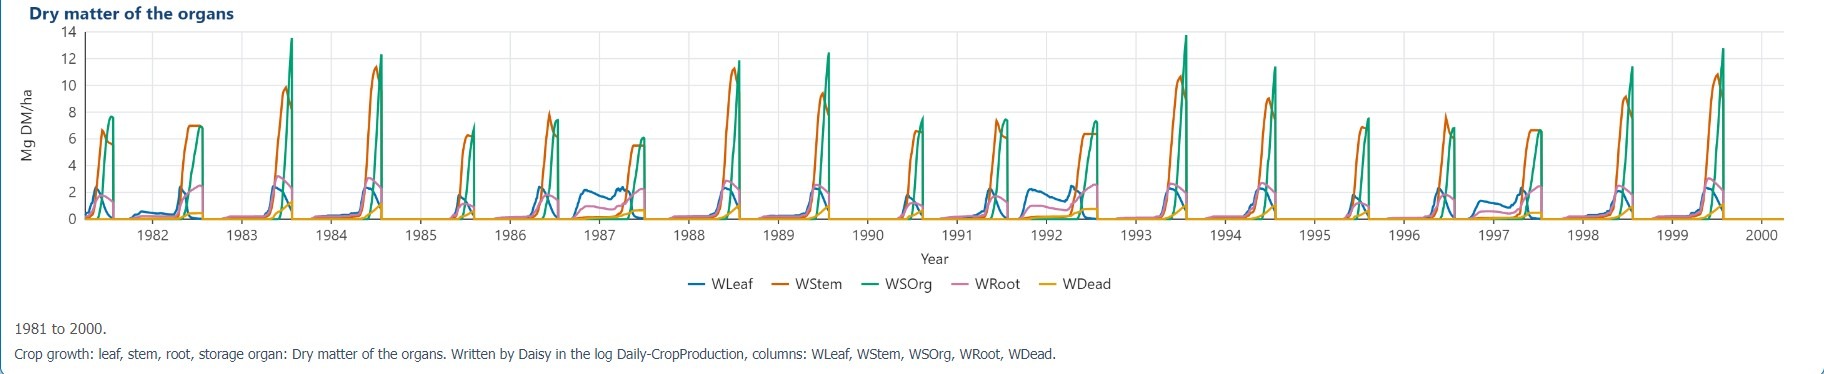 Dry matter of the organs
14
12
10
8
6
4
2
0
Mg DM/ha
1982 1983 1984 1985 1986 1987 1988 1989 1990 1991 1992 1993 1994 1995 1996 1997 1998 1999 2000
Year
WLeaf WStem WSOrg WRoot WDead
1981 to 2000.
Crop growth: leaf, stem, root, storage organ: Dry matter of the organs. Written by Daisy in the log Daily-CropProduction, columns: WLeaf, WStem, WSOrg, WRoot, WDead.